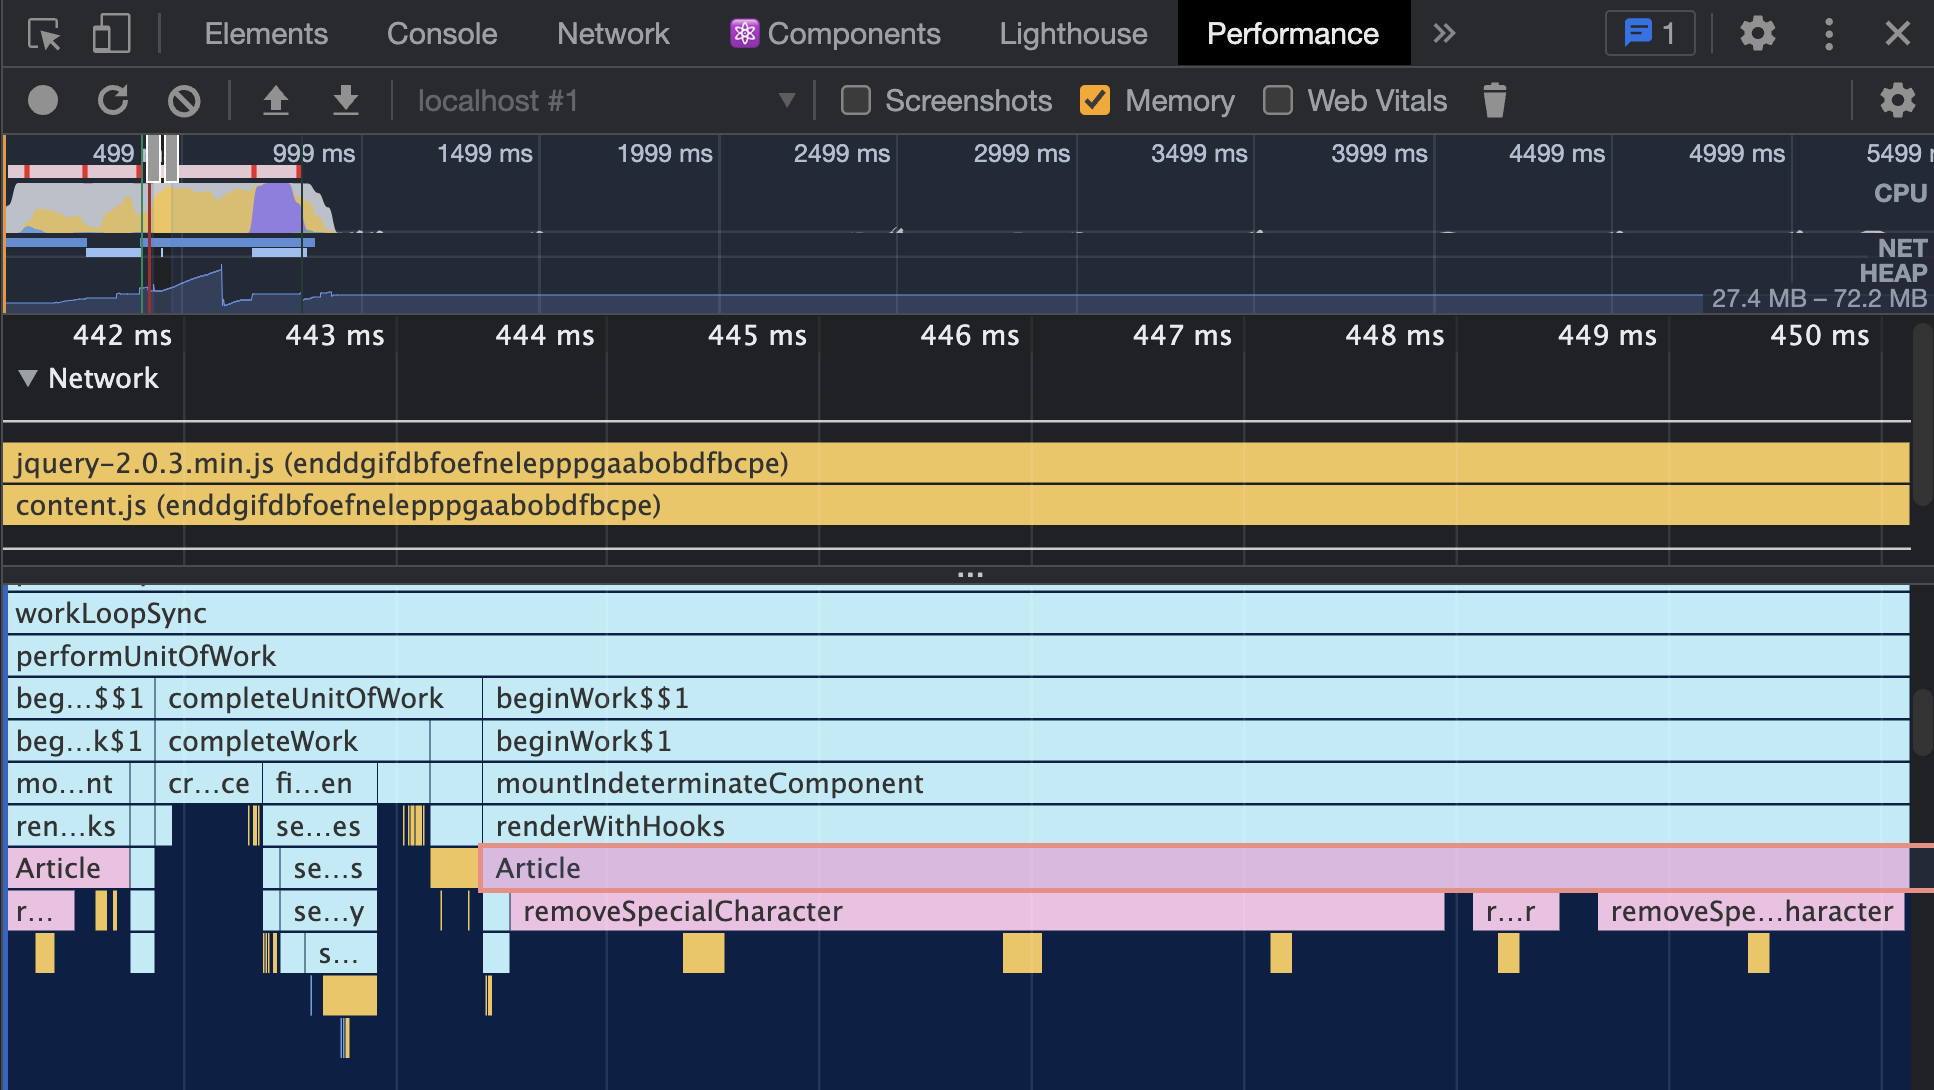 Elements Console Network Components Lighthouse Performance 1
localhost #1 Screenshots Memory Web Vitals
499 999 ms 1499 ms 1999 ms 2499 ms 2999 ms 3499 ms 3999 ms 4499 ms 4999 ms 5499
CPU
NET
HEAP
27.4 MB – 72.2 MB
442 ms 443 ms 444 ms 445 ms 446 ms 447 ms 448 ms 449 ms 450 ms
Network
jquery-2.0.3.min.js (enddgifdbfoefnelepppgaabobdfbcpe)
content.js (enddgifdbfoefnelepppgaabobdfbcpe)
...
workLoopSync
performUnitOfWork
beg...$$1 completeUnitOfWork beginWork$$1
beg...k$1 completeWork beginWork$1
mo...nt cr...ce fi...en mountIndeterminateComponent
ren...ks se...es renderWithHooks
Article se...s Article
r... se...y removeSpecialCharacter r...r removeSpe...haracter
s...